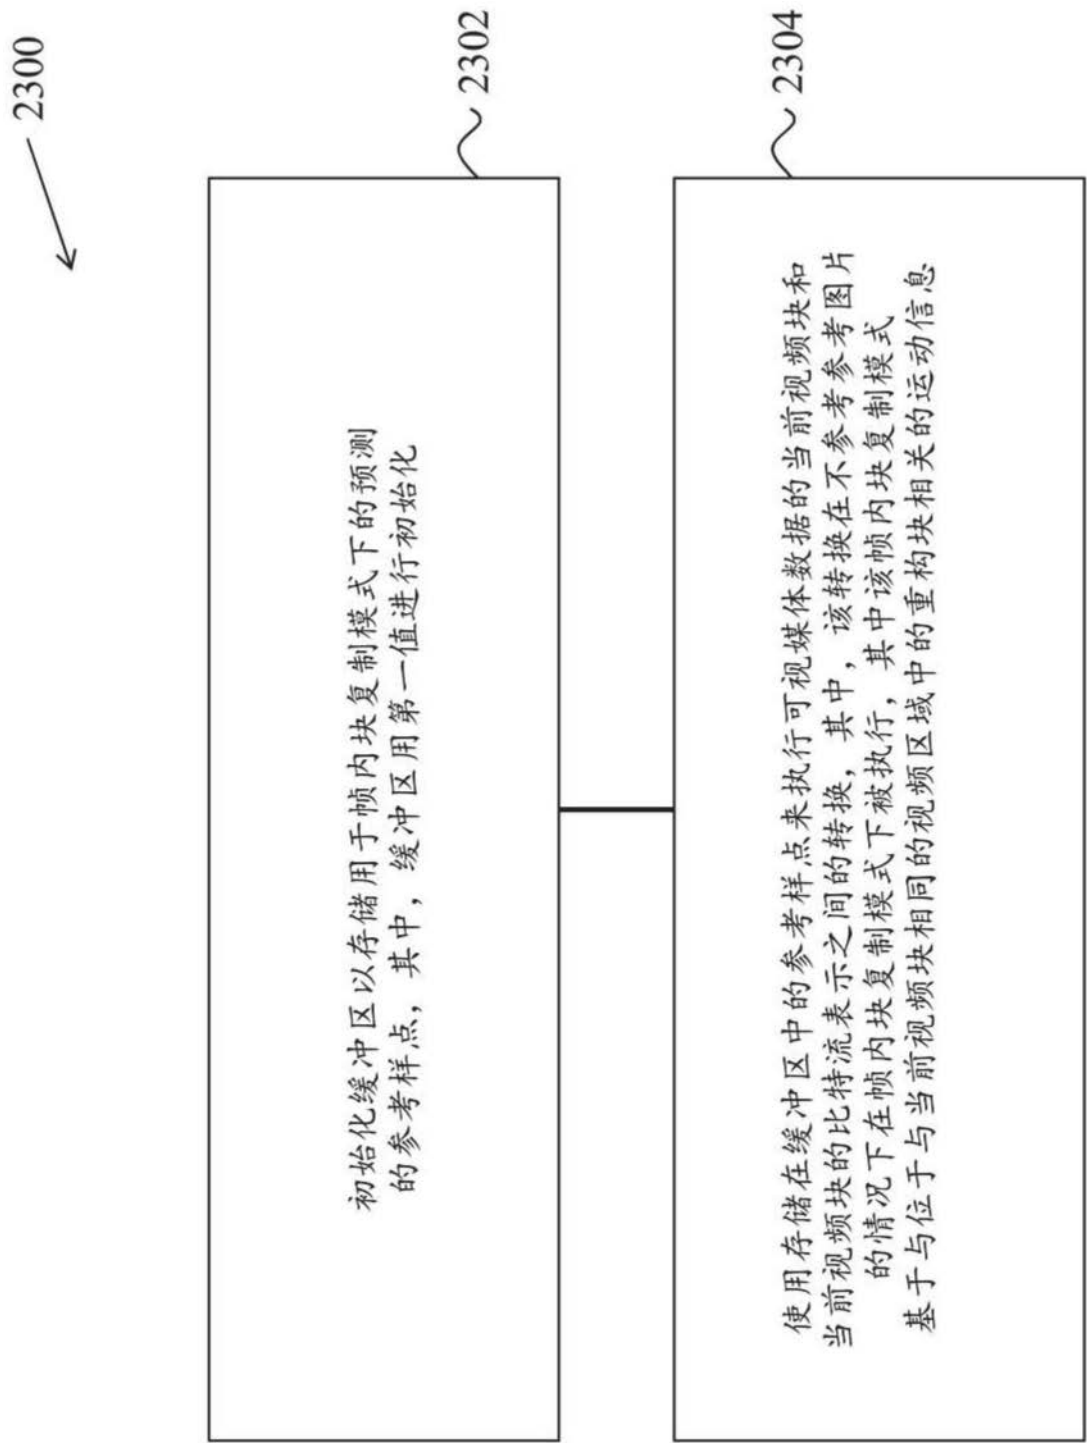 2300
2302
初始化缓冲区以存储用于帧内块复制模式下的预测
的参考样点，其中，缓冲区用第一值进行初始化
2304
使用存储在缓冲区中的参考样点来执行可视媒体数据的当前视频块和
当前视频块的比特流表示之间的转换，其中，该转换在不参考参考图片
的情况下在帧内块复制模式下被执行，其中该帧内块复制模式
基于与位于与当前视频块相同的视频区域中的重构块相关的运动信息